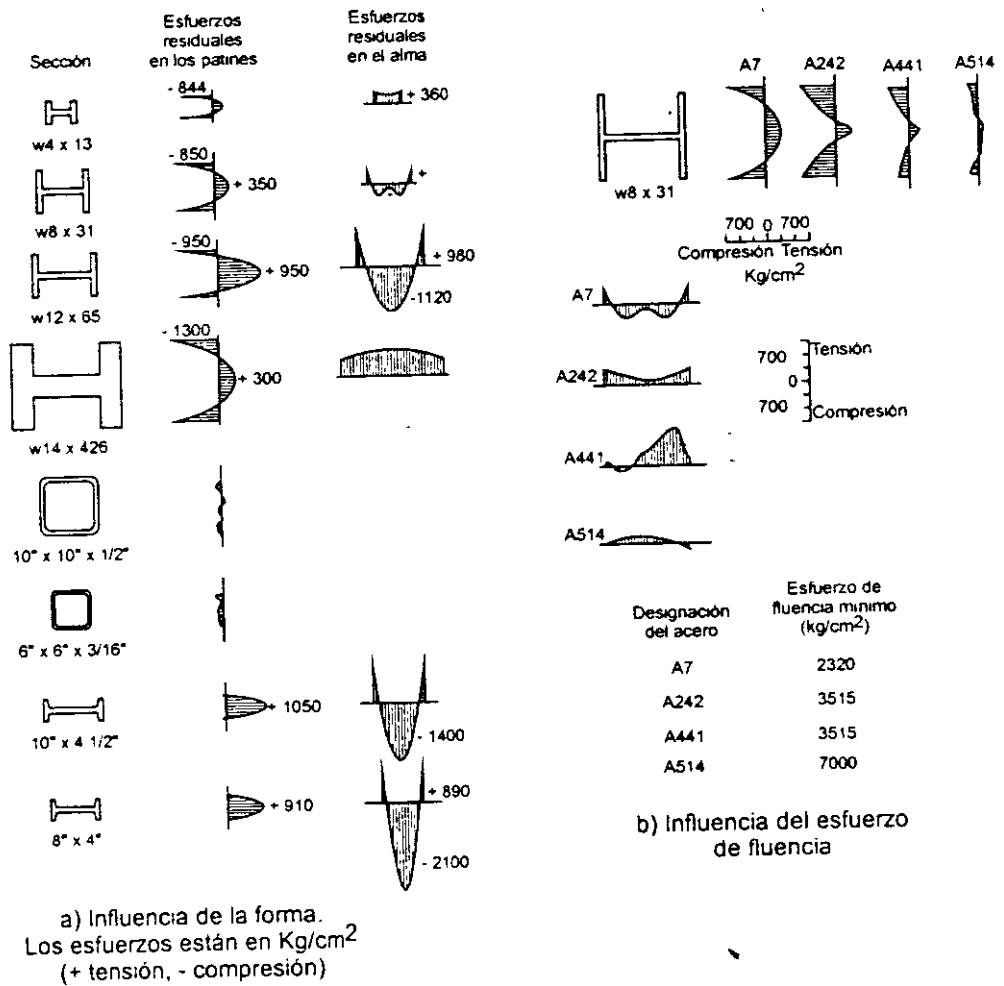 Sección
Esfuerzos
residuales
en los patines
Esfuerzos
residuales
en el alma
- 844
+ 360
w4 x 13
-850
+ 350
+
w8 x 31
-950
+ 950
+ 980
-1120
w12 x 65
-1300
+ 300
w14 x 426
10" x 10" x 1/2"
6" x 6" x 3/16"
+ 1050
- 1400
10" x 4 1/2"
+ 910
+ 890
- 2100
8" x 4"
a) Influencia de la forma.
Los esfuerzos están en Kg/cm2
(+ tensión, - compresión)
A7 A242 A441 A514
w8 x 31
700 0 700
Compresión Tensión
Kg/cm2
A7
A242
700 Tensión
0
700 Compresión
A441
A514
Designación
del acero
Esfuerzo de
fluencia minimo
(kg/cm2)
A7 2320
A242 3515
A441 3515
A514 7000
b) Influencia del esfuerzo
de fluencia